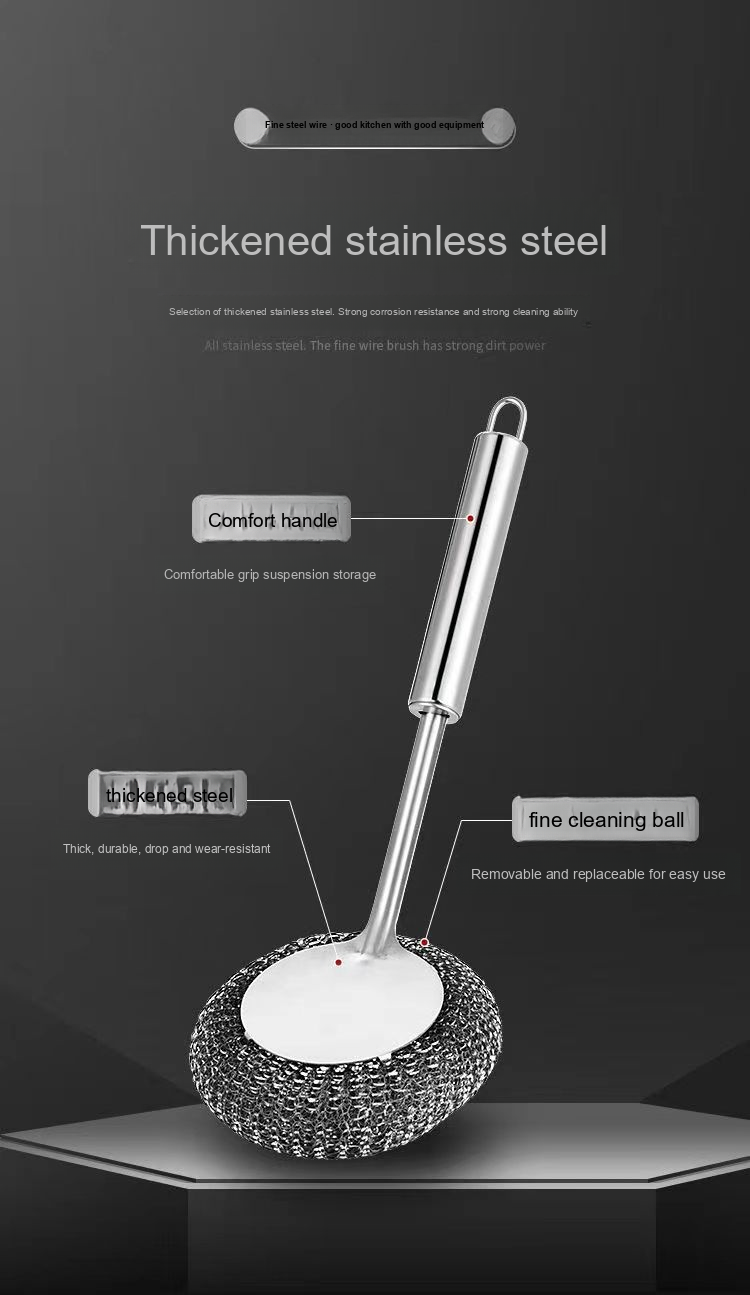 Fine steel wire · good kitchen with good equipment
Thickened stainless steel
Selection of thickened stainless steel. Strong corrosion resistance and strong cleaning ability
All stainless steel. The fine wire brush has strong dirt power
Comfort handle
Comfortable grip suspension storage
thickened steel
Thick, durable, drop and wear-resistant
fine cleaning ball
Removable and replaceable for easy use